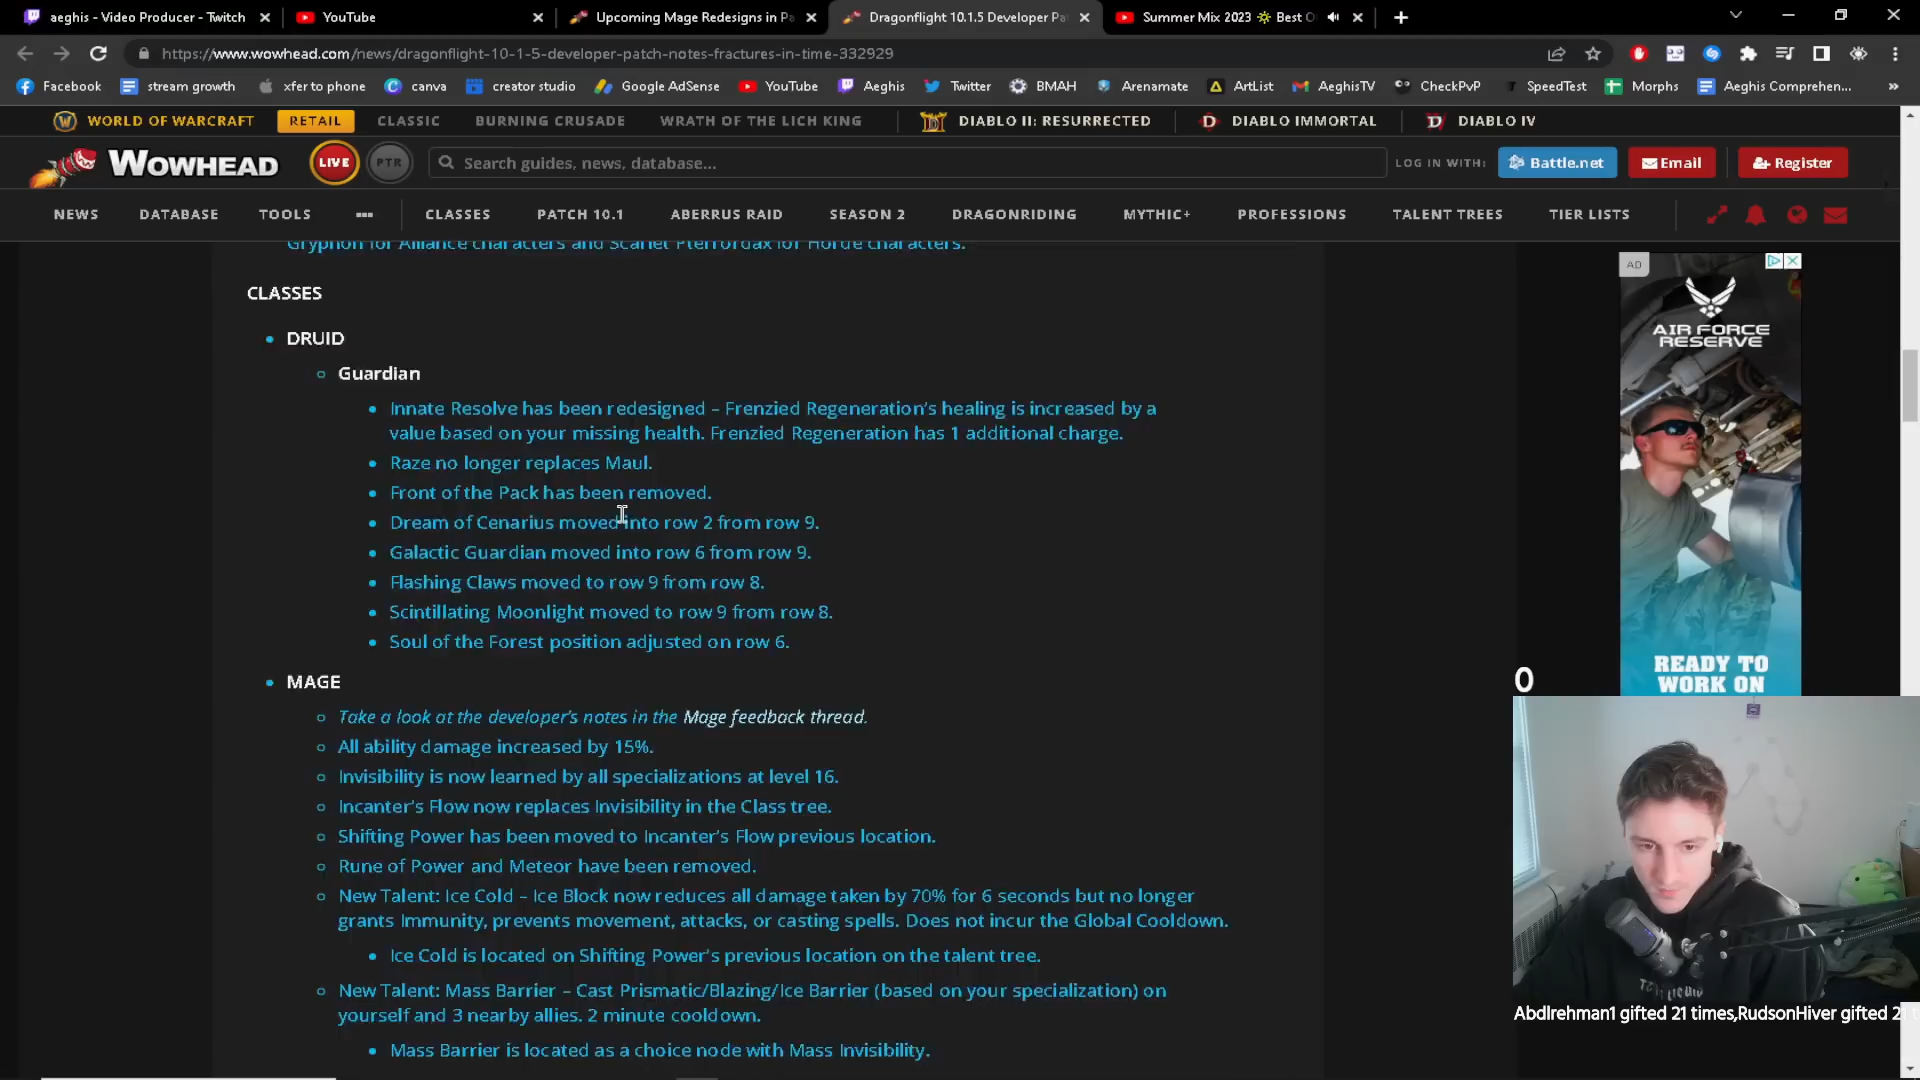 aeghis - Video Producer - Twitch
YouTube
Upcoming Mage Redesigns in Pa
Dragonflight 10.1.5 Developer Pa
Summer Mix 2023 🌞 Best O
https://www.wowhead.com/news/dragonflight-10-1-5-developer-patch-notes-fractures-in-time-332929
Facebook stream growth xfer to phone canva creator studio Google AdSense YouTube Aeghis Twitter BMAH Arenamate ArtList AeghisTV CheckPvP SpeedTest Morphs Aeghis Comprehen... »
WORLD OF WARCRAFT RETAIL CLASSIC BURNING CRUSADE WRATH OF THE LICH KING DIABLO II: RESURRECTED DIABLO IMMORTAL DIABLO IV
WOWHEAD LIVE PTR Search guides, news, database... LOG IN WITH: Battle.net Email Register
NEWS DATABASE TOOLS ... CLASSES PATCH 10.1 ABERRUS RAID SEASON 2 DRAGONRIDING MYTHIC+ PROFESSIONS TALENT TREES TIER LISTS
Gryphon for Alliance characters and Scarlet Pterrordax for Horde characters.
CLASSES
DRUID
Guardian
Innate Resolve has been redesigned – Frenzied Regeneration's healing is increased by a
value based on your missing health. Frenzied Regeneration has 1 additional charge.
Raze no longer replaces Maul.
Front of the Pack has been removed.
Dream of Cenarius moved into row 2 from row 9.
Galactic Guardian moved into row 6 from row 9.
Flashing Claws moved to row 9 from row 8.
Scintillating Moonlight moved to row 9 from row 8.
Soul of the Forest position adjusted on row 6.
MAGE
Take a look at the developer's notes in the Mage feedback thread.
All ability damage increased by 15%.
Invisibility is now learned by all specializations at level 16.
Incanter's Flow now replaces Invisibility in the Class tree.
Shifting Power has been moved to Incanter's Flow previous location.
Rune of Power and Meteor have been removed.
New Talent: Ice Cold – Ice Block now reduces all damage taken by 70% for 6 seconds but no longer
grants Immunity, prevents movement, attacks, or casting spells. Does not incur the Global Cooldown.
Ice Cold is located on Shifting Power's previous location on the talent tree.
New Talent: Mass Barrier – Cast Prismatic/Blazing/Ice Barrier (based on your specialization) on
yourself and 3 nearby allies. 2 minute cooldown.
Mass Barrier is located as a choice node with Mass Invisibility.
AD
AIR FORCE
RESERVE
READY TO
WORK ON
0
Abdlrehman1 gifted 21 times,RudsonHiver gifted 21